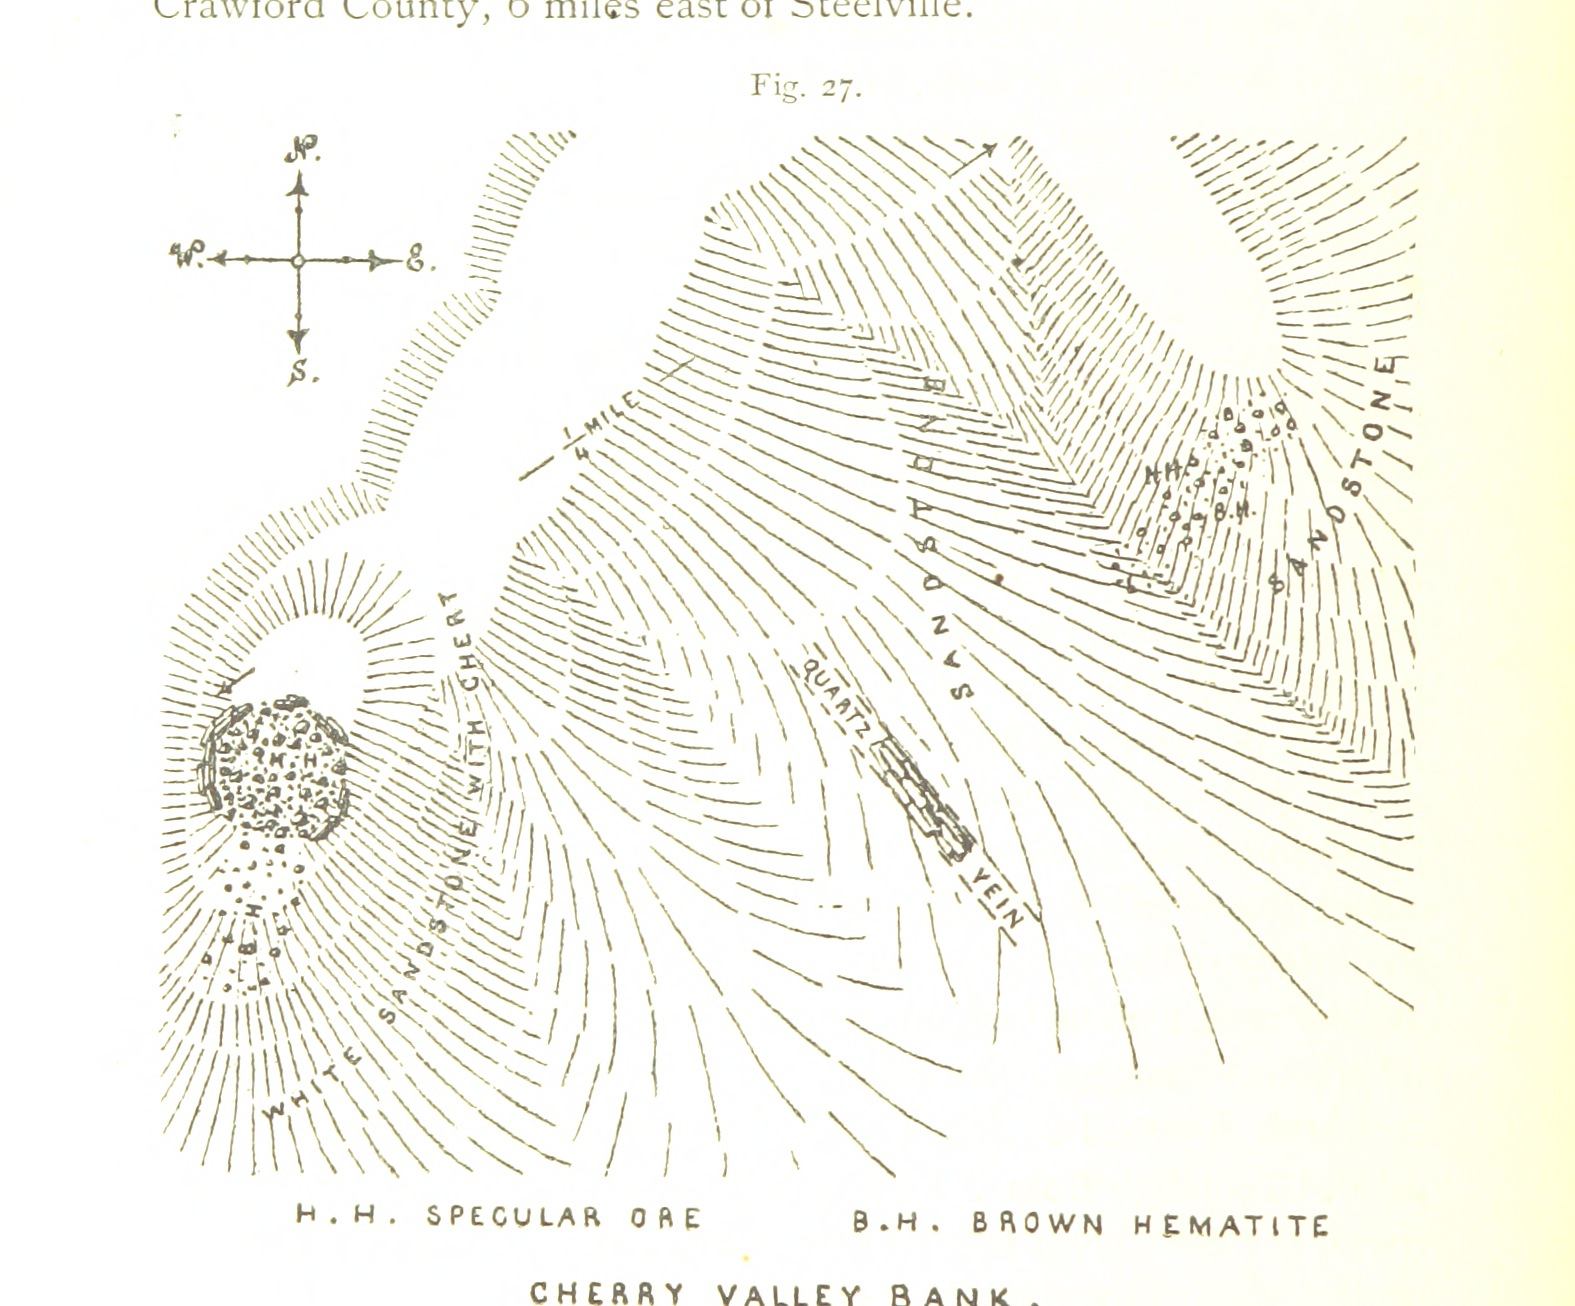 Crawford County, 6 miles east of Steelville.
Fig. 27.
N.
W. E.
S.
1/4 MILE
SANDSTONE
SANDSTONE
H.H.
B.H.
WHITE SANDSTONE WITH CHERT
QUARTZ VEIN
H H
B H
H.H. SPECULAR ORE B.H. BROWN HEMATITE
CHERRY VALLEY BANK.